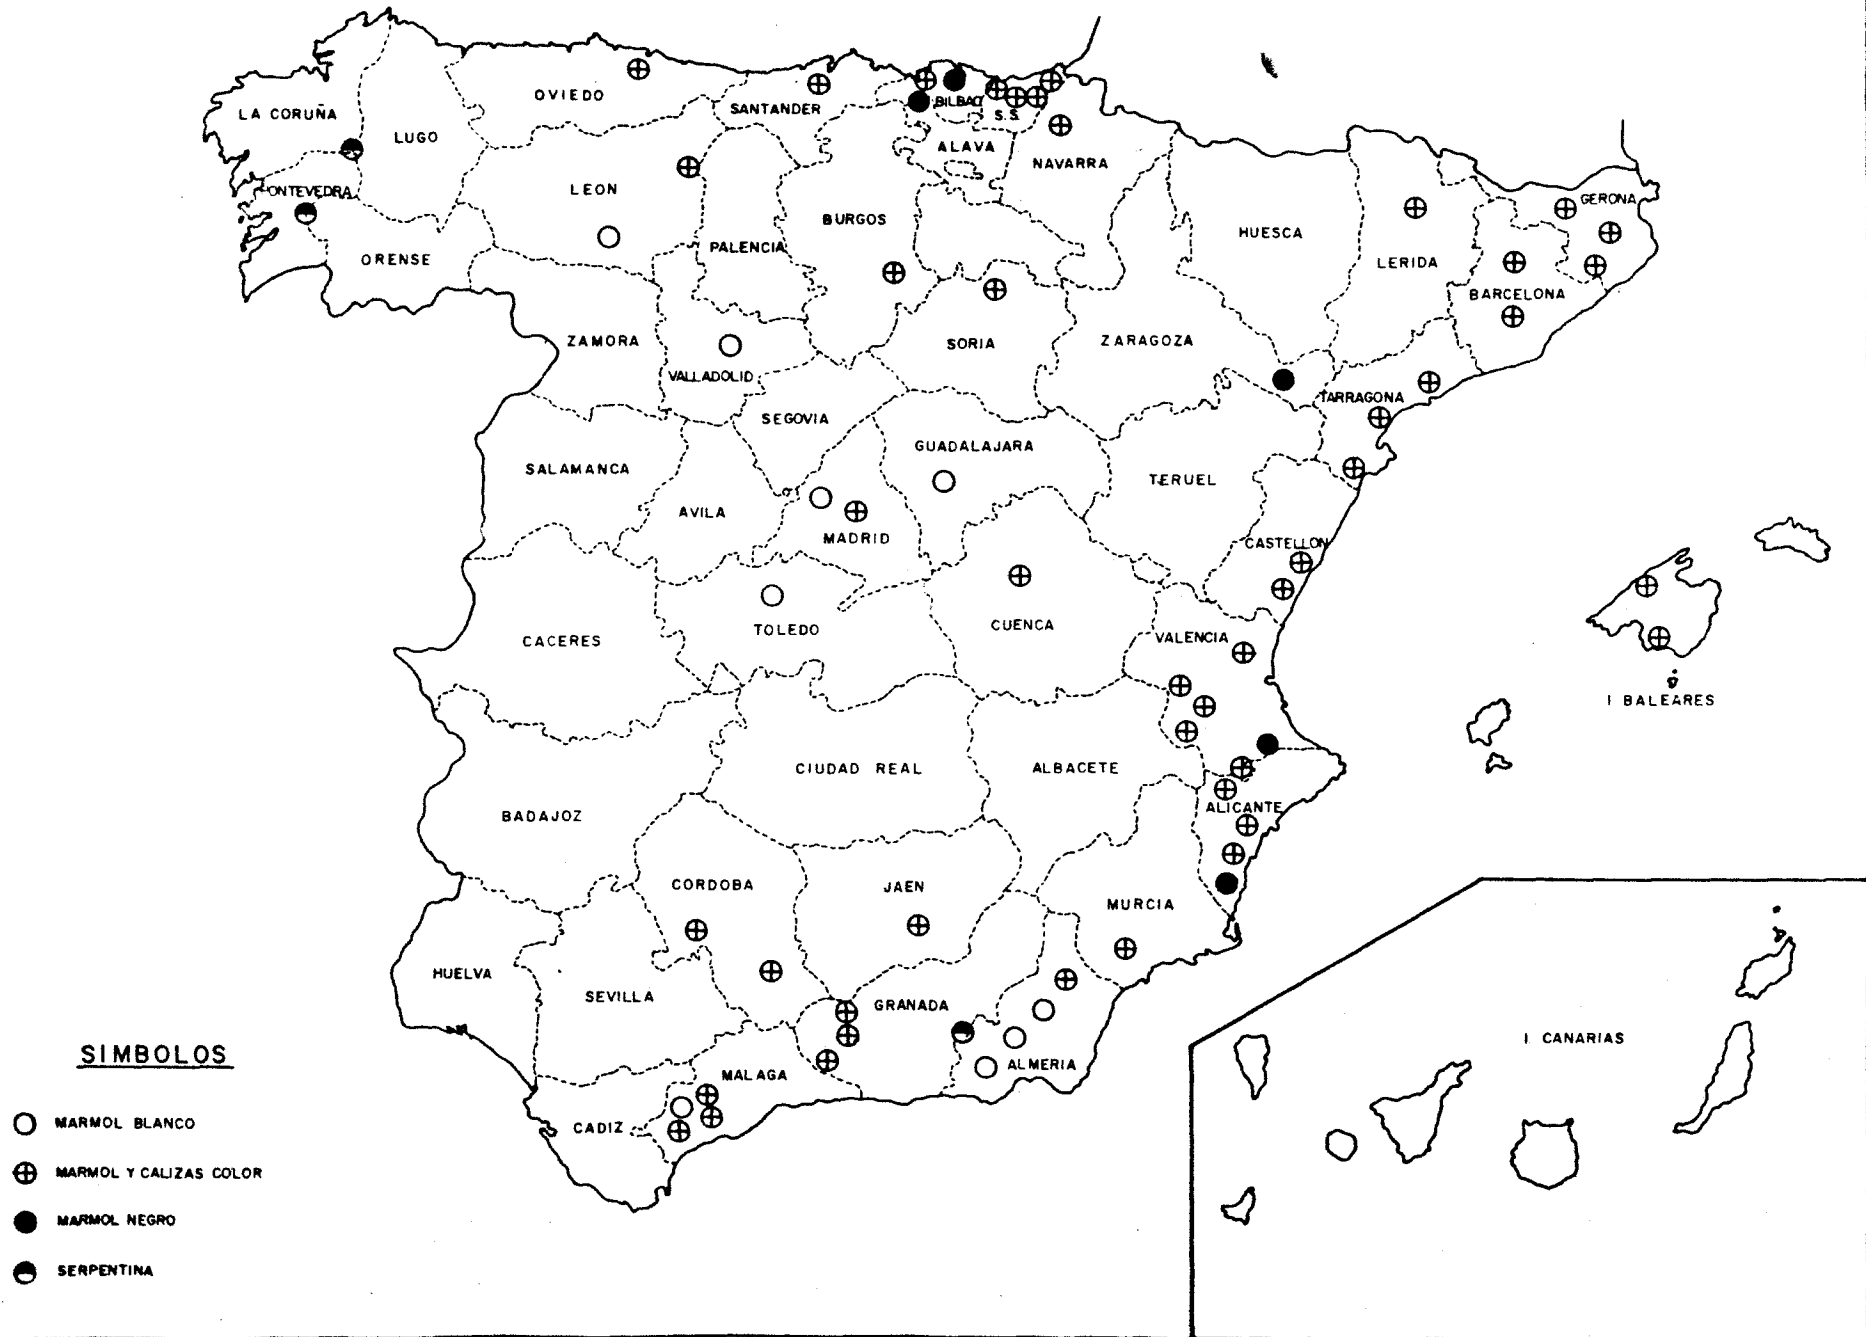 LA CORUÑA
LUGO
OVIEDO
SANTANDER
BILBAO
S.S.
ALAVA
NAVARRA
PONTEVEDRA
ORENSE
LEON
PALENCIA
BURGOS
HUESCA
LERIDA
GERONA
BARCELONA
ZAMORA
VALLADOLID
SORIA
ZARAGOZA
TARRAGONA
SEGOVIA
SALAMANCA
AVILA
MADRID
GUADALAJARA
TERUEL
CASTELLON
CACERES
TOLEDO
CUENCA
VALENCIA
I BALEARES
BADAJOZ
CIUDAD REAL
ALBACETE
ALICANTE
CORDOBA
JAEN
MURCIA
HUELVA
SEVILLA
GRANADA
ALMERIA
MALAGA
CADIZ
I. CANARIAS
SIMBOLOS
MARMOL BLANCO
MARMOL Y CALIZAS COLOR
MARMOL NEGRO
SERPENTINA